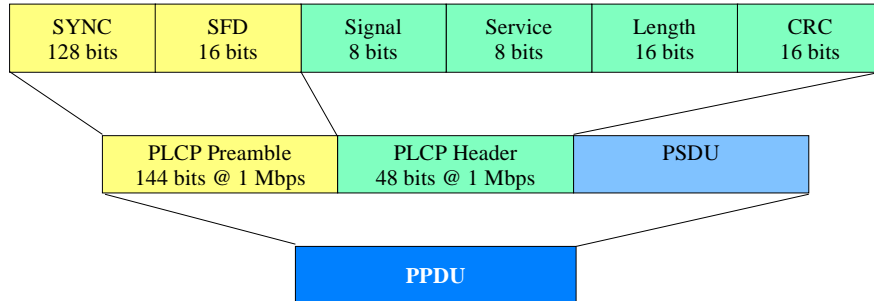 SYNC
128 bits
SFD
16 bits
Signal
8 bits
Service
8 bits
Length
16 bits
CRC
16 bits
PLCP Preamble
144 bits @ 1 Mbps
PLCP Header
48 bits @ 1 Mbps
PSDU
PPDU